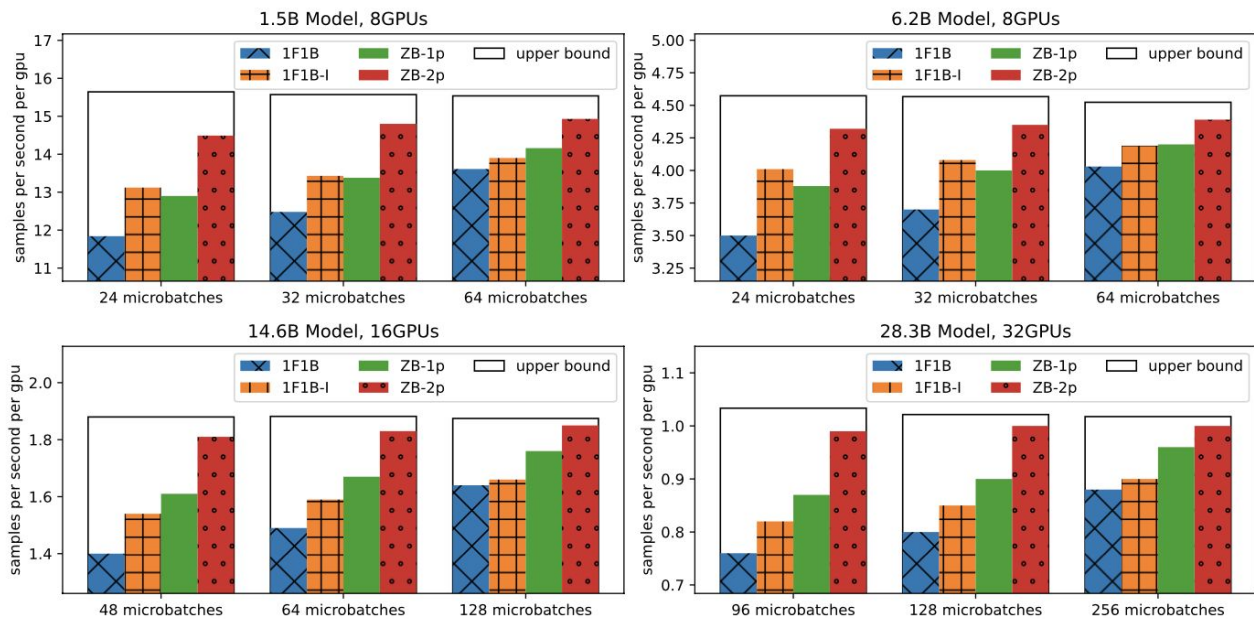 1.5B Model, 8GPUs
samples per second per gpu
17
16
15
14
13
12
11
1F1B
1F1B-I
ZB-1p
ZB-2p
upper bound
24 microbatches
32 microbatches
64 microbatches
6.2B Model, 8GPUs
samples per second per gpu
5.00
4.75
4.50
4.25
4.00
3.75
3.50
3.25
1F1B
1F1B-I
ZB-1p
ZB-2p
upper bound
24 microbatches
32 microbatches
64 microbatches
14.6B Model, 16GPUs
samples per second per gpu
2.0
1.8
1.6
1.4
1F1B
1F1B-I
ZB-1p
ZB-2p
upper bound
48 microbatches
64 microbatches
128 microbatches
28.3B Model, 32GPUs
samples per second per gpu
1.1
1.0
0.9
0.8
0.7
1F1B
1F1B-I
ZB-1p
ZB-2p
upper bound
96 microbatches
128 microbatches
256 microbatches